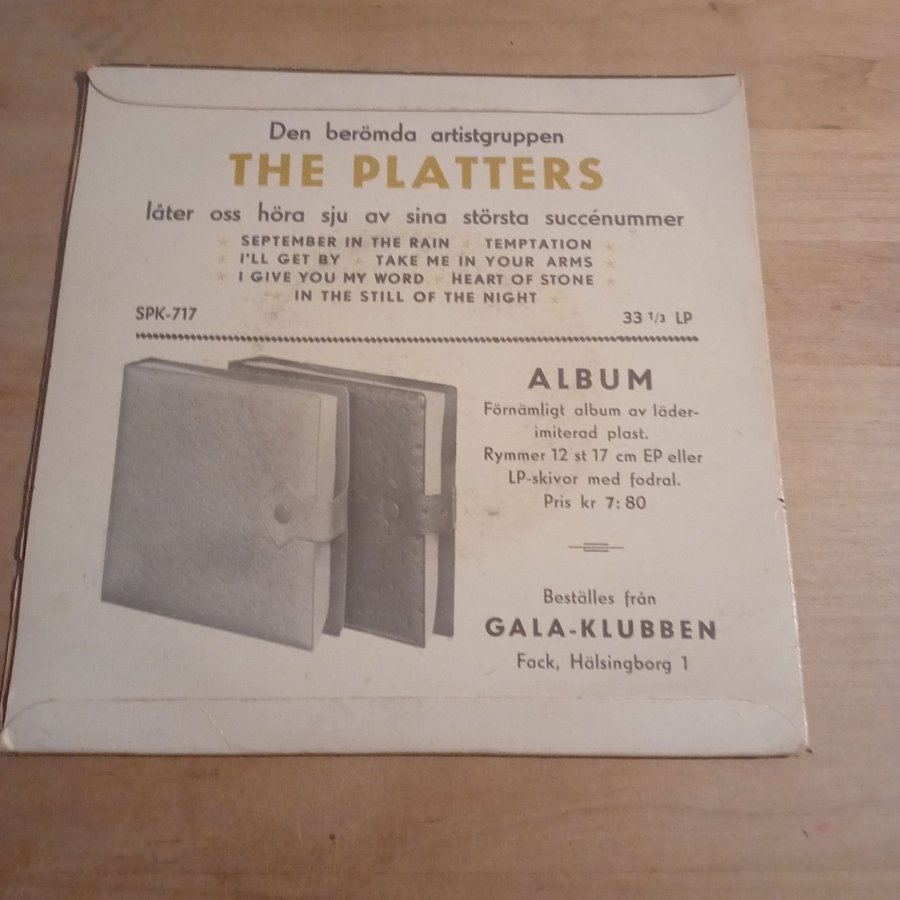 Den berömda artistgruppen
THE PLATTERS
låter oss höra sju av sina största succénummer
SEPTEMBER IN THE RAIN ★ TEMPTATION
I'LL GET BY ★ TAKE ME IN YOUR ARMS
I GIVE YOU MY WORD ★ HEART OF STONE
IN THE STILL OF THE NIGHT
SPK-717 33 1/3 LP
ALBUM
Förnämligt album av läder-
imiterad plast.
Rymmer 12 st 17 cm EP eller
LP-skivor med fodral.
Pris kr 7:80
Beställes från
GALA-KLUBBEN
Fack, Hälsingborg 1